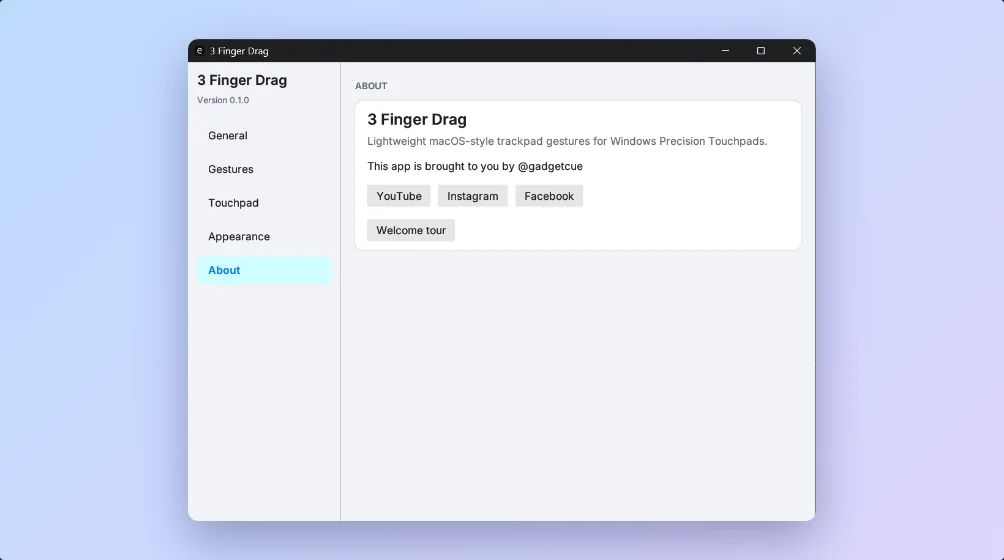 e 3 Finger Drag
3 Finger Drag
Version 0.1.0
General
Gestures
Touchpad
Appearance
About
ABOUT
3 Finger Drag
Lightweight macOS-style trackpad gestures for Windows Precision Touchpads.
This app is brought to you by @gadgetcue
YouTube Instagram Facebook
Welcome tour